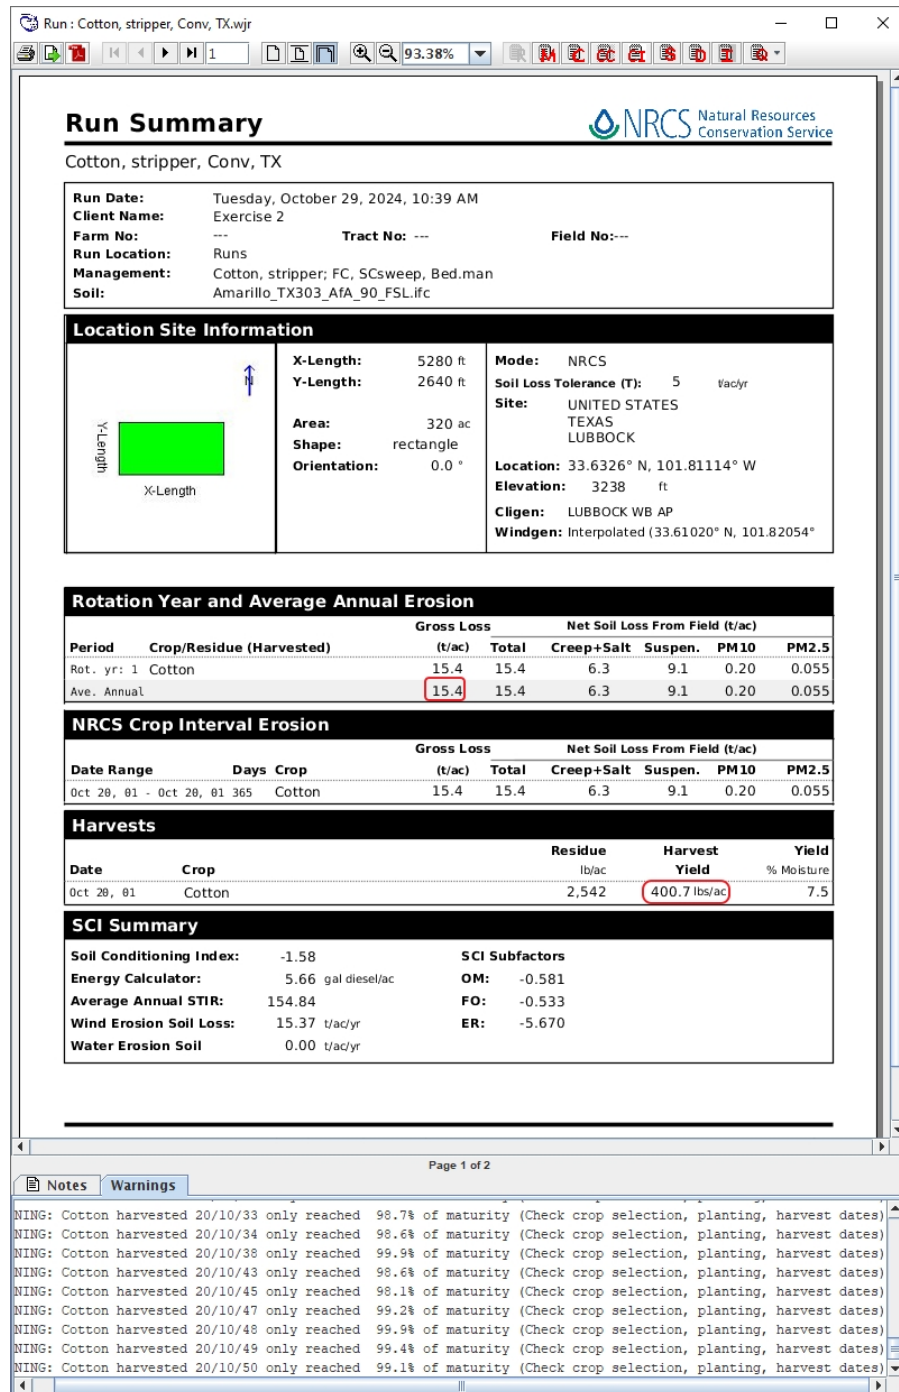 Run : Cotton, stripper, Conv, TX.wjr
1 93.38%
Run Summary
NRCS Natural Resources Conservation Service
Cotton, stripper, Conv, TX
Run Date: Tuesday, October 29, 2024, 10:39 AM
Client Name: Exercise 2
Farm No: --- Tract No: --- Field No:---
Run Location: Runs
Management: Cotton, stripper; FC, SCsweep, Bed.man
Soil: Amarillo_TX303_AfA_90_FSL.ifc
Location Site Information
N
Y-Length
X-Length
X-Length: 5280 ft
Y-Length: 2640 ft
Area: 320 ac
Shape: rectangle
Orientation: 0.0 °
Mode: NRCS
Soil Loss Tolerance (T): 5 t/ac/yr
Site: UNITED STATES
TEXAS
LUBBOCK
Location: 33.6326° N, 101.81114° W
Elevation: 3238 ft
Cligen: LUBBOCK WB AP
Windgen: Interpolated (33.61020° N, 101.82054°
Rotation Year and Average Annual Erosion
Gross Loss Net Soil Loss From Field (t/ac)
Period Crop/Residue (Harvested) (t/ac) Total Creep+Salt Suspen. PM10 PM2.5
Rot. yr: 1 Cotton 15.4 15.4 6.3 9.1 0.20 0.055
Ave. Annual 15.4 15.4 6.3 9.1 0.20 0.055
NRCS Crop Interval Erosion
Gross Loss Net Soil Loss From Field (t/ac)
Date Range Days Crop (t/ac) Total Creep+Salt Suspen. PM10 PM2.5
Oct 20, 01 - Oct 20, 01 365 Cotton 15.4 15.4 6.3 9.1 0.20 0.055
Harvests
Residue Harvest Yield
Date Crop lb/ac Yield % Moisture
Oct 20, 01 Cotton 2,542 400.7 lbs/ac 7.5
SCI Summary
Soil Conditioning Index: -1.58 SCI Subfactors
Energy Calculator: 5.66 gal diesel/ac OM: -0.581
Average Annual STIR: 154.84 FO: -0.533
Wind Erosion Soil Loss: 15.37 t/ac/yr ER: -5.670
Water Erosion Soil 0.00 t/ac/yr
Page 1 of 2
Notes Warnings
NING: Cotton harvested 20/10/33 only reached 98.7% of maturity (Check crop selection, planting, harvest dates)
NING: Cotton harvested 20/10/34 only reached 98.6% of maturity (Check crop selection, planting, harvest dates)
NING: Cotton harvested 20/10/38 only reached 99.9% of maturity (Check crop selection, planting, harvest dates)
NING: Cotton harvested 20/10/43 only reached 98.6% of maturity (Check crop selection, planting, harvest dates)
NING: Cotton harvested 20/10/45 only reached 98.1% of maturity (Check crop selection, planting, harvest dates)
NING: Cotton harvested 20/10/47 only reached 99.2% of maturity (Check crop selection, planting, harvest dates)
NING: Cotton harvested 20/10/48 only reached 99.9% of maturity (Check crop selection, planting, harvest dates)
NING: Cotton harvested 20/10/49 only reached 99.4% of maturity (Check crop selection, planting, harvest dates)
NING: Cotton harvested 20/10/50 only reached 99.1% of maturity (Check crop selection, planting, harvest dates)